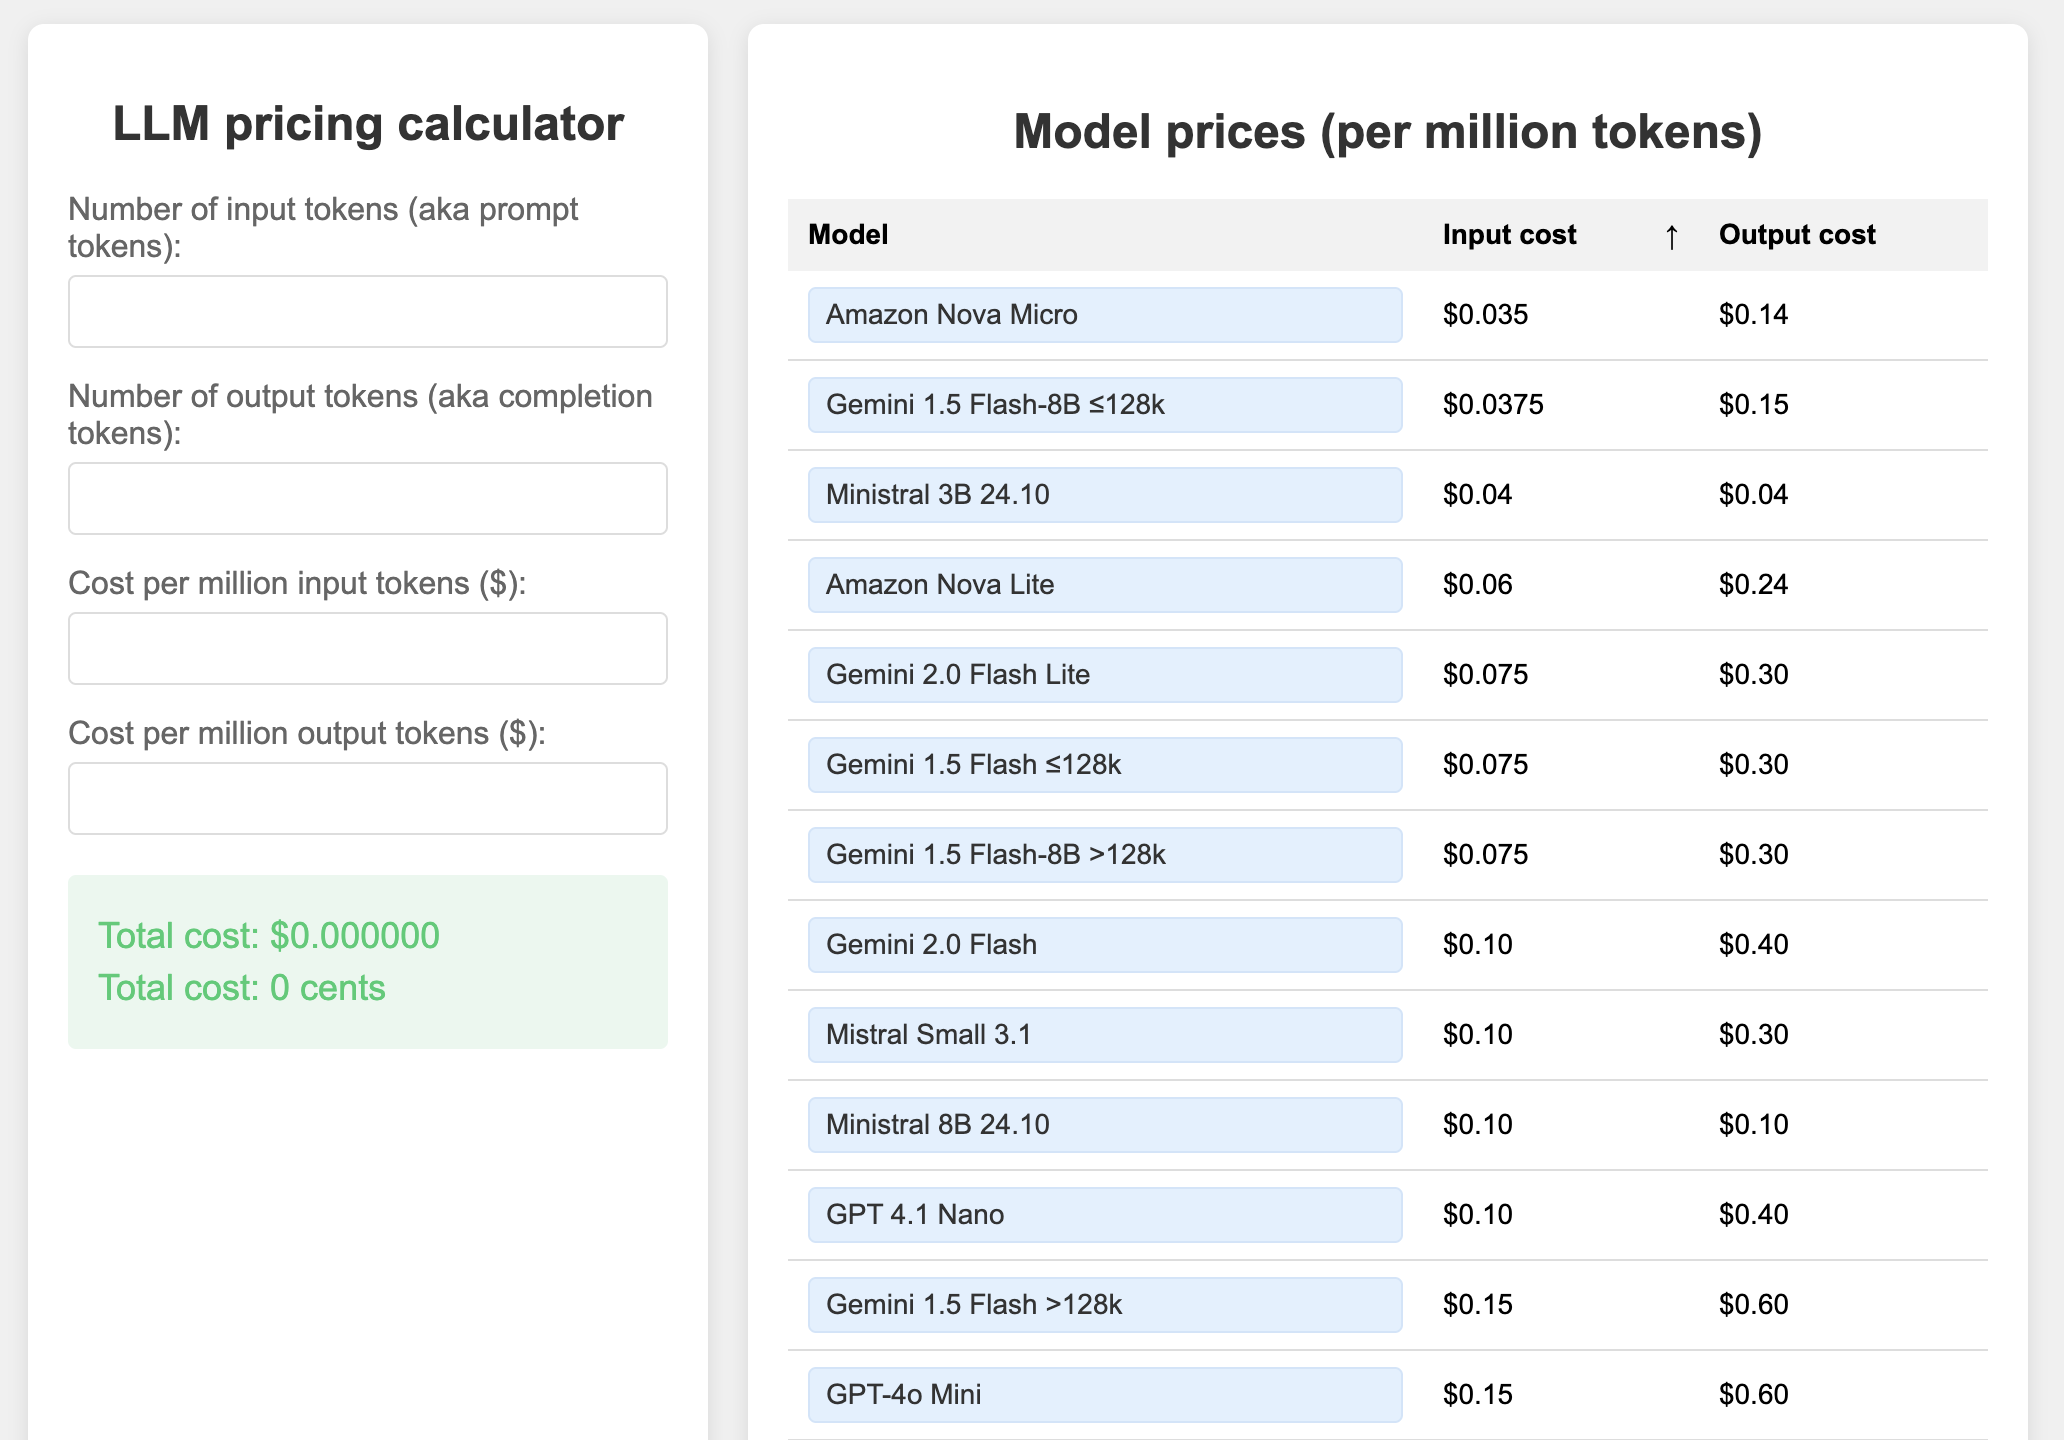 LLM pricing calculator
Number of input tokens (aka prompt
tokens):
Number of output tokens (aka completion
tokens):
Cost per million input tokens ($):
Cost per million output tokens ($):
Total cost: $0.000000
Total cost: 0 cents
Model prices (per million tokens)
Model Input cost ↑ Output cost
Amazon Nova Micro $0.035 $0.14
Gemini 1.5 Flash-8B ≤128k $0.0375 $0.15
Ministral 3B 24.10 $0.04 $0.04
Amazon Nova Lite $0.06 $0.24
Gemini 2.0 Flash Lite $0.075 $0.30
Gemini 1.5 Flash ≤128k $0.075 $0.30
Gemini 1.5 Flash-8B >128k $0.075 $0.30
Gemini 2.0 Flash $0.10 $0.40
Mistral Small 3.1 $0.10 $0.30
Ministral 8B 24.10 $0.10 $0.10
GPT 4.1 Nano $0.10 $0.40
Gemini 1.5 Flash >128k $0.15 $0.60
GPT-4o Mini $0.15 $0.60